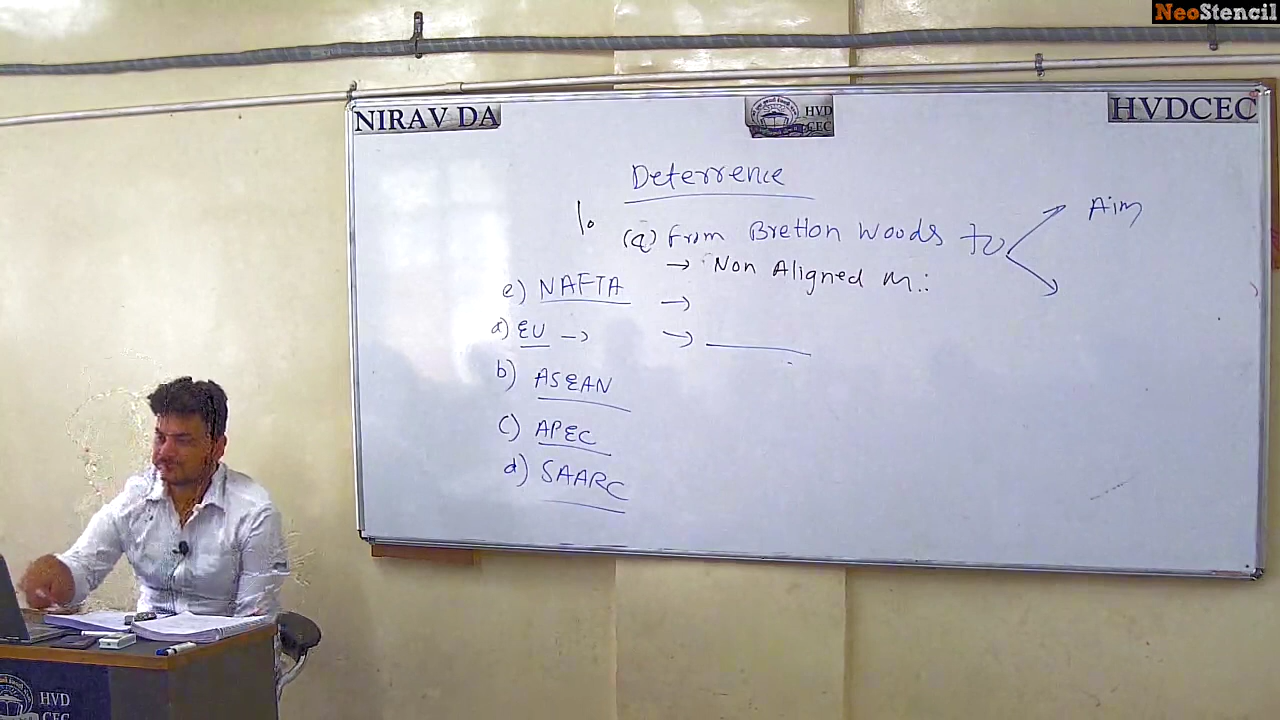 NeoStencil
NIRAV DA
HVD
CEC
HVDCEC
Deterrence
1.
(a) From Bretton Woods to
Aim
→ Non Aligned M.:
e) NAFTA →
d) EU → →
b) ASEAN
c) APEC
d) SAARC
HVD
CEC